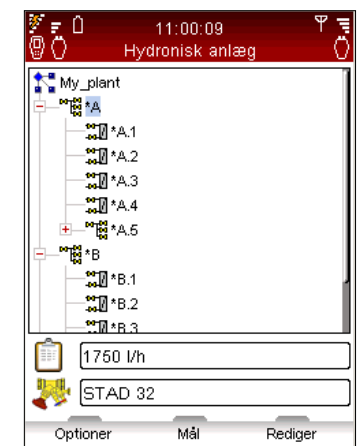 11:00:09
Hydronisk anlæg
My_plant
*A
*A.1
*A.2
*A.3
*A.4
*A.5
*B
*B.1
*B.2
*B.3
1750 l/h
STAD 32
Optioner Mål Rediger